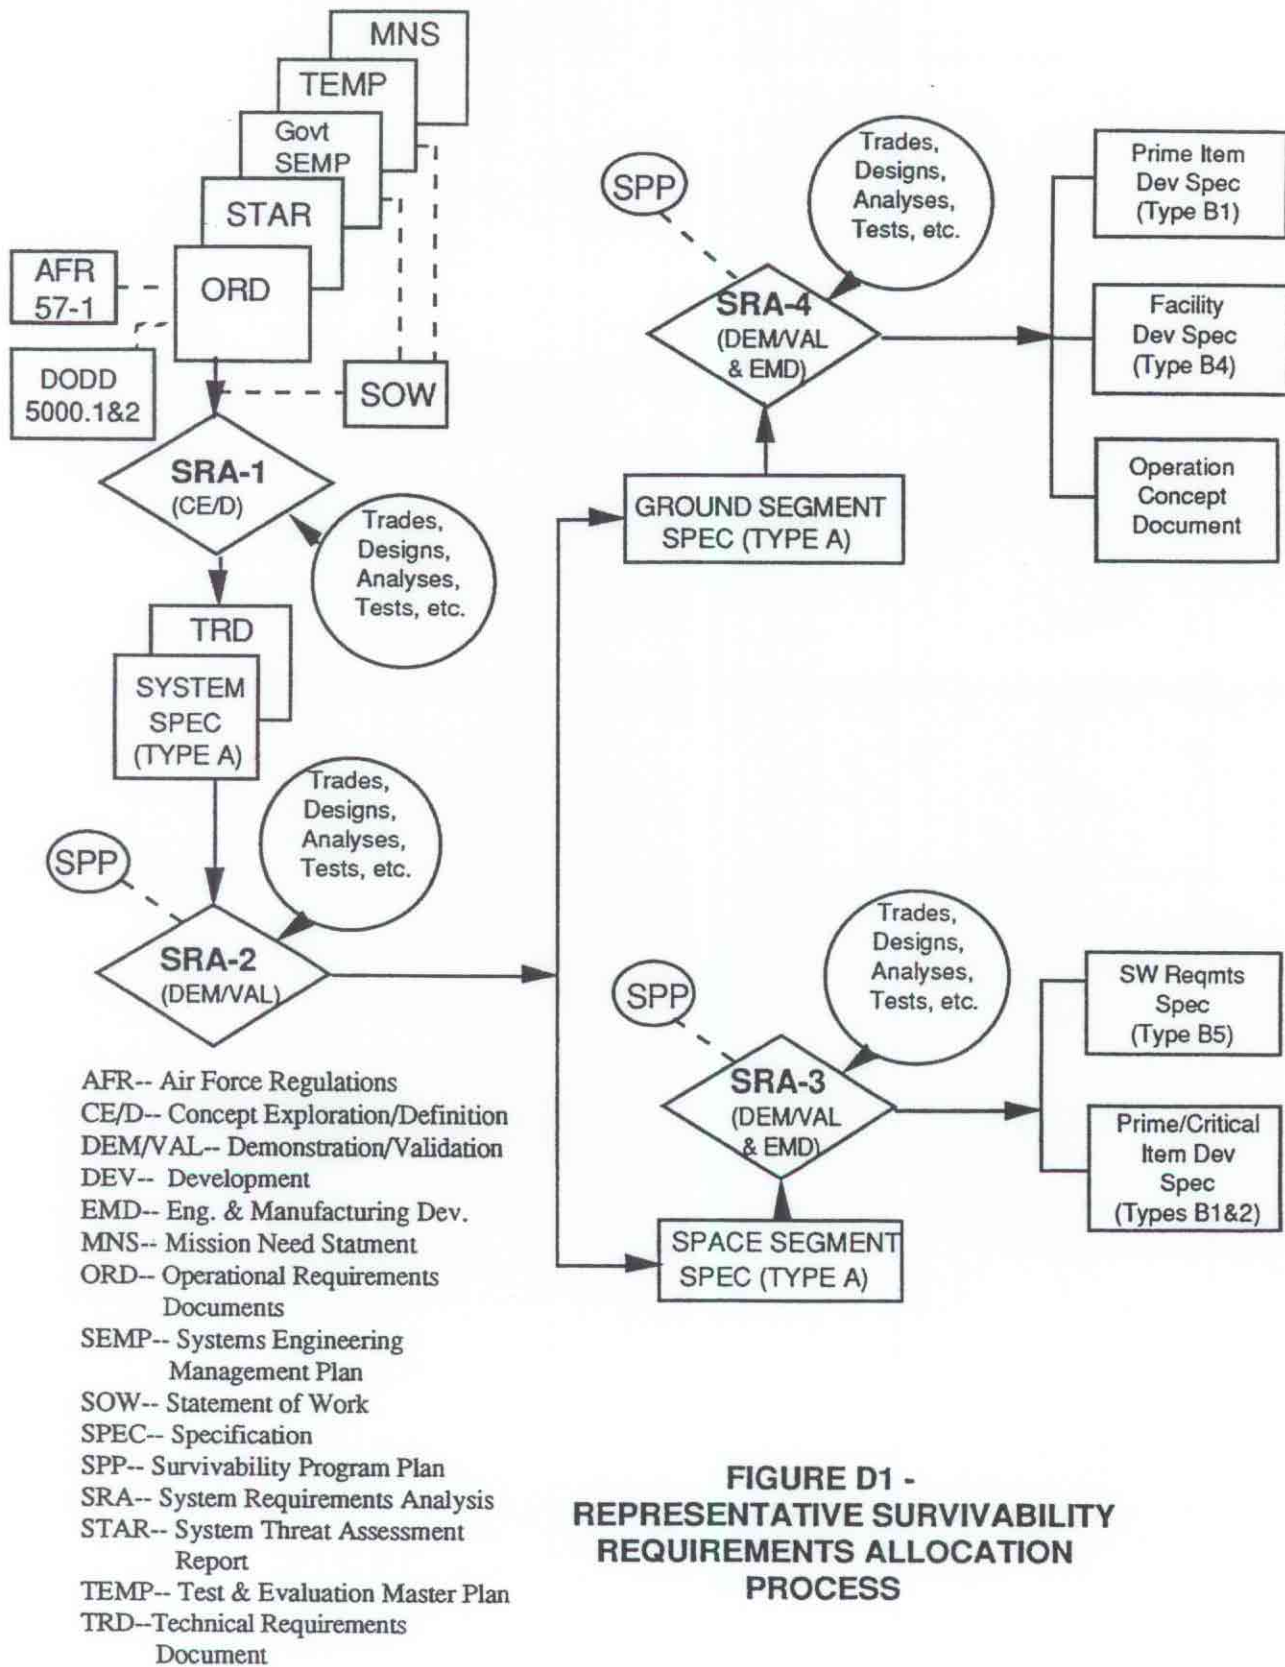 MNS
TEMP
Govt
SEMP
STAR
ORD
AFR
57-1
DODD
5000.1&2
SOW
SRA-1
(CE/D)
Trades,
Designs,
Analyses,
Tests, etc.
TRD
SYSTEM
SPEC
(TYPE A)
SPP
Trades,
Designs,
Analyses,
Tests, etc.
SRA-2
(DEM/VAL)
SPP
Trades,
Designs,
Analyses,
Tests, etc.
SRA-4
(DEM/VAL
& EMD)
GROUND SEGMENT
SPEC (TYPE A)
Prime Item
Dev Spec
(Type B1)
Facility
Dev Spec
(Type B4)
Operation
Concept
Document
SPP
Trades,
Designs,
Analyses,
Tests, etc.
SRA-3
(DEM/VAL
& EMD)
SPACE SEGMENT
SPEC (TYPE A)
SW Reqmts
Spec
(Type B5)
Prime/Critical
Item Dev
Spec
(Types B1&2)
AFR-- Air Force Regulations
CE/D-- Concept Exploration/Definition
DEM/VAL-- Demonstration/Validation
DEV-- Development
EMD-- Eng. & Manufacturing Dev.
MNS-- Mission Need Statment
ORD-- Operational Requirements
Documents
SEMP-- Systems Engineering
Management Plan
SOW-- Statement of Work
SPEC-- Specification
SPP-- Survivability Program Plan
SRA-- System Requirements Analysis
STAR-- System Threat Assessment
Report
TEMP-- Test & Evaluation Master Plan
TRD--Technical Requirements
Document
FIGURE D1 -
REPRESENTATIVE SURVIVABILITY
REQUIREMENTS ALLOCATION
PROCESS